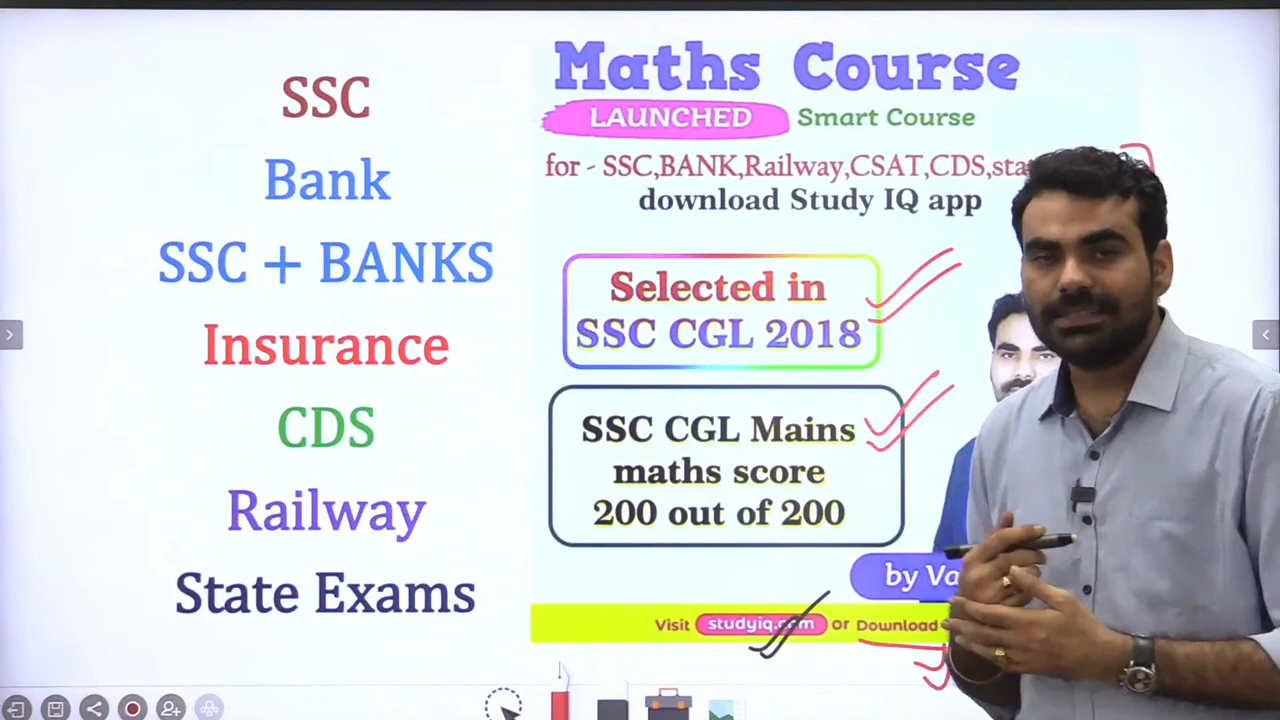 SSC
Bank
SSC + BANKS
Insurance
CDS
Railway
State Exams
Maths Course
LAUNCHED Smart Course
for - SSC,BANK,Railway,CSAT,CDS,
download Study IQ app
Selected in
SSC CGL 2018
SSC CGL Mains
maths score
200 out of 200
by
Visit studyiq.com or Download